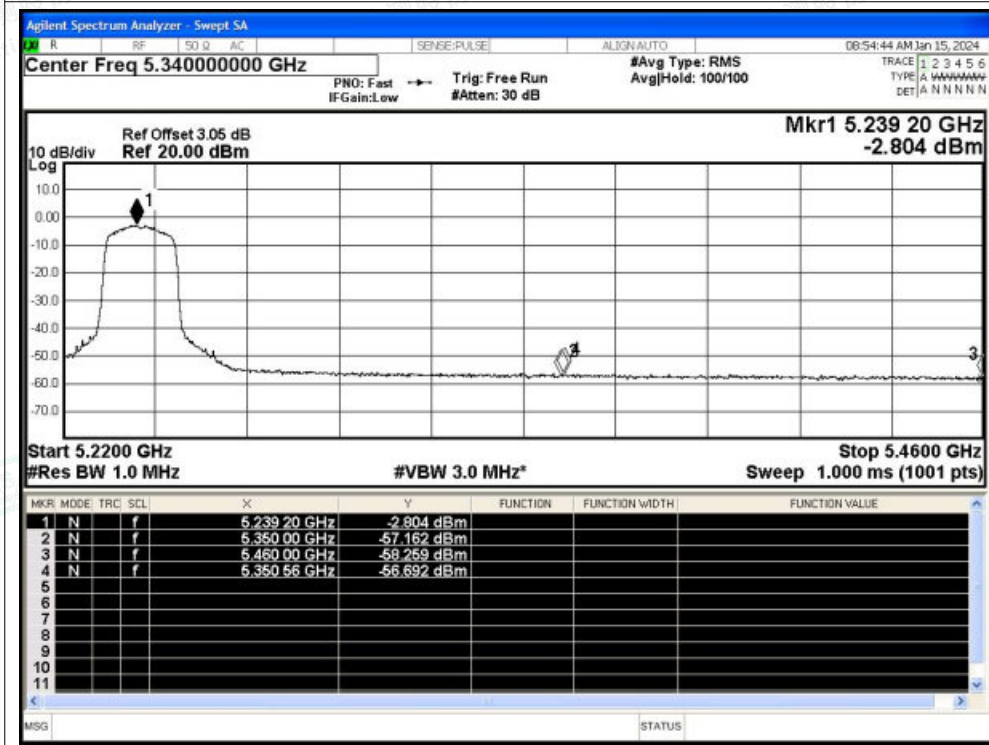 Agilent Spectrum Analyzer - Swept SA
R RF 50 Ω AC SENSE:PULSE ALIGN AUTO 08:54:44 AM Jan 15, 2024
Center Freq 5.340000000 GHz
PNO: Fast
IFGain:Low
Trig: Free Run
#Atten: 30 dB
#Avg Type: RMS
Avg|Hold: 100/100
TRACE 1 2 3 4 5 6
TYPE A WWWWW
DET A N N N N N
Mkr1 5.239 20 GHz
-2.804 dBm
Ref Offset 3.05 dB
10 dB/div Ref 20.00 dBm
Log
10.0
1
0.00
-10.0
-20.0
-30.0
-40.0
-50.0
3
-60.0
-70.0
Start 5.2200 GHz Stop 5.4600 GHz
#Res BW 1.0 MHz #VBW 3.0 MHz* Sweep 1.000 ms (1001 pts)
MKR MODE TRC SCL X Y FUNCTION FUNCTION WIDTH FUNCTION VALUE
1 N f 5.239 20 GHz -2.804 dBm
2 N f 5.350 00 GHz -57.162 dBm
3 N f 5.460 00 GHz -58.259 dBm
4 N f 5.350 56 GHz -56.692 dBm
5
6
7
8
9
10
11
MSG STATUS